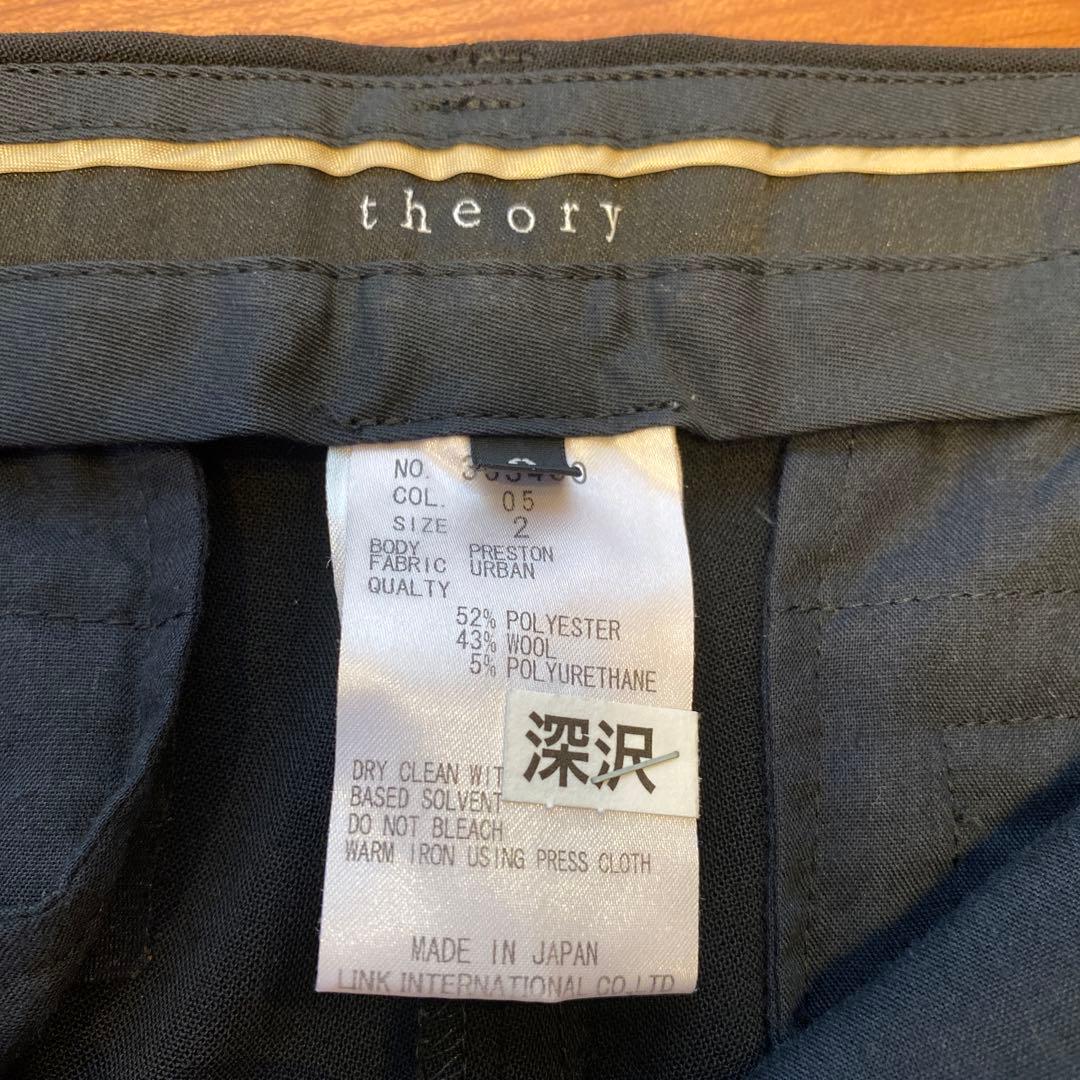 theory
NO.
COL. 05
SIZE 2
BODY PRESTON
FABRIC URBAN
QUALTY
52% POLYESTER
43% WOOL
5% POLYURETHANE
深沢
DRY CLEAN WIT
BASED SOLVENT
DO NOT BLEACH
WARM IRON USING PRESS CLOTH
MADE IN JAPAN
LINK INTERNATIONAL CO.,LTD